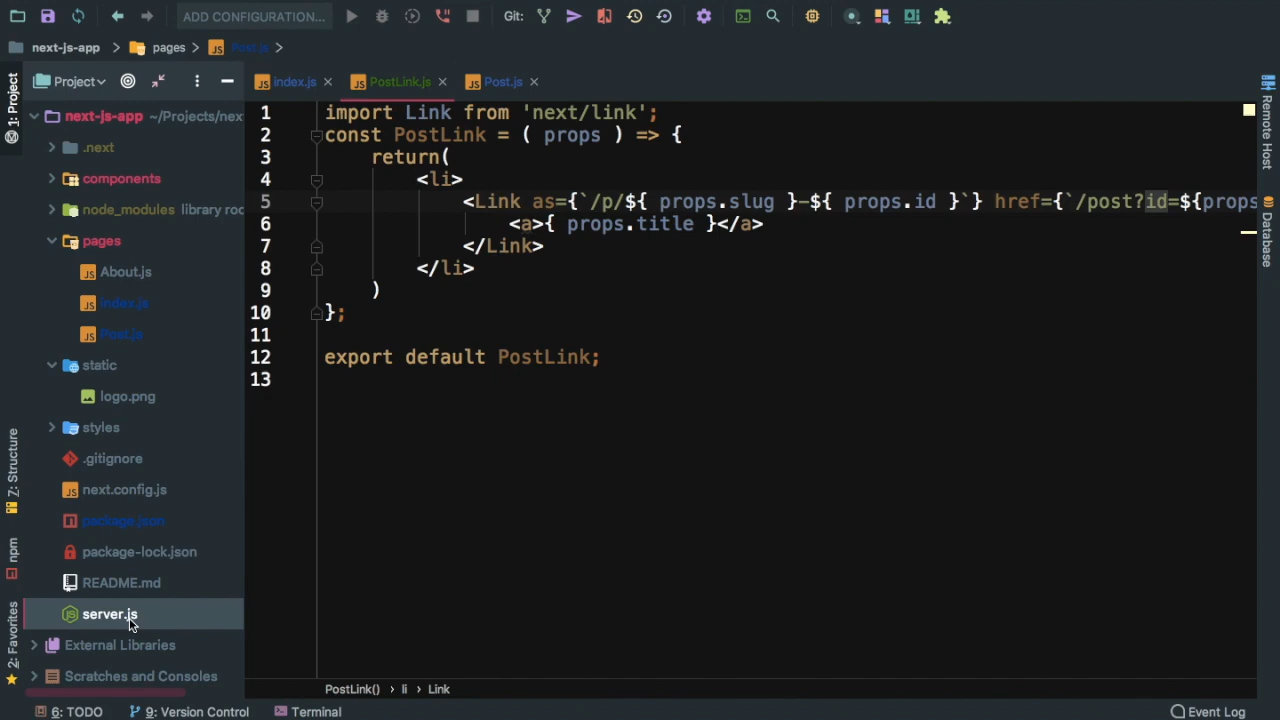 ADD CONFIGURATION...
Git:
next-js-app
pages
Post.js
1: Project
Project
index.js
PostLink.js
Post.js
next-js-app ~/Projects/nex
.next
components
node_modules library roo
pages
About.js
index.js
Post.js
static
logo.png
styles
.gitignore
next.config.js
package.json
package-lock.json
README.md
server.js
External Libraries
Scratches and Consoles
1 import Link from 'next/link';
2 const PostLink = ( props ) => {
3 return(
4 <li>
5 <Link as={`/p/${ props.slug }-${ props.id }`} href={`/post?id=${props
6 <a>{ props.title }</a>
7 </Link>
8 </li>
9 )
10 };
11
12 export default PostLink;
13
Remote Host
Database
7: Structure
npm
2: Favorites
PostLink() › li › Link
6: TODO
9: Version Control
Terminal
Event Log